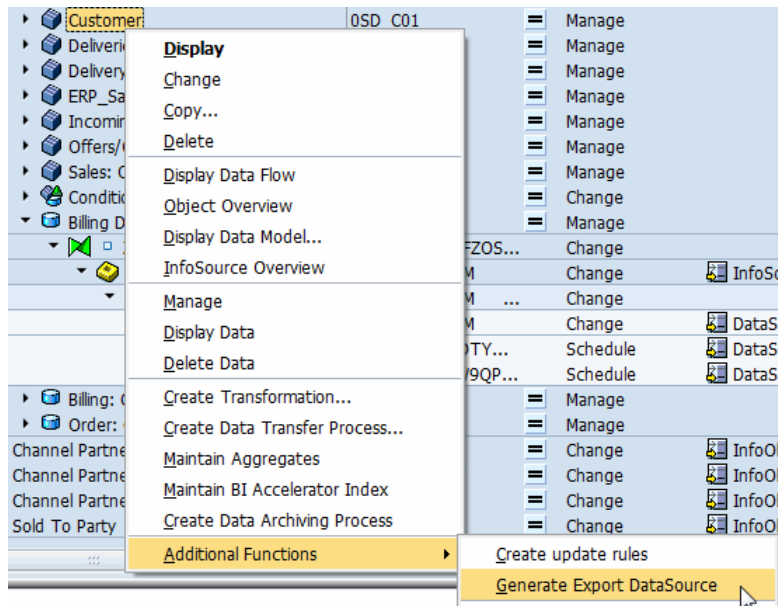 Customer 0SD_C01 Manage
Deliveri Manage
Delivery Manage
ERP_Sa Manage
Incomin Manage
Offers/ Manage
Sales: Manage
Conditio Change
Billing D Manage
FZOS... Change
M Change InfoSo
M ... Change
M Change DataS
OTY... Schedule DataS
/9QP... Schedule DataS
Billing: Manage
Order: Manage
Channel Partne Change InfoOl
Channel Partne Change InfoOl
Channel Partne Change InfoOl
Sold To Party Change InfoOl
Display
Change
Copy...
Delete
Display Data Flow
Object Overview
Display Data Model...
InfoSource Overview
Manage
Display Data
Delete Data
Create Transformation...
Create Data Transfer Process...
Maintain Aggregates
Maintain BI Accelerator Index
Create Data Archiving Process
Additional Functions
Create update rules
Generate Export DataSource